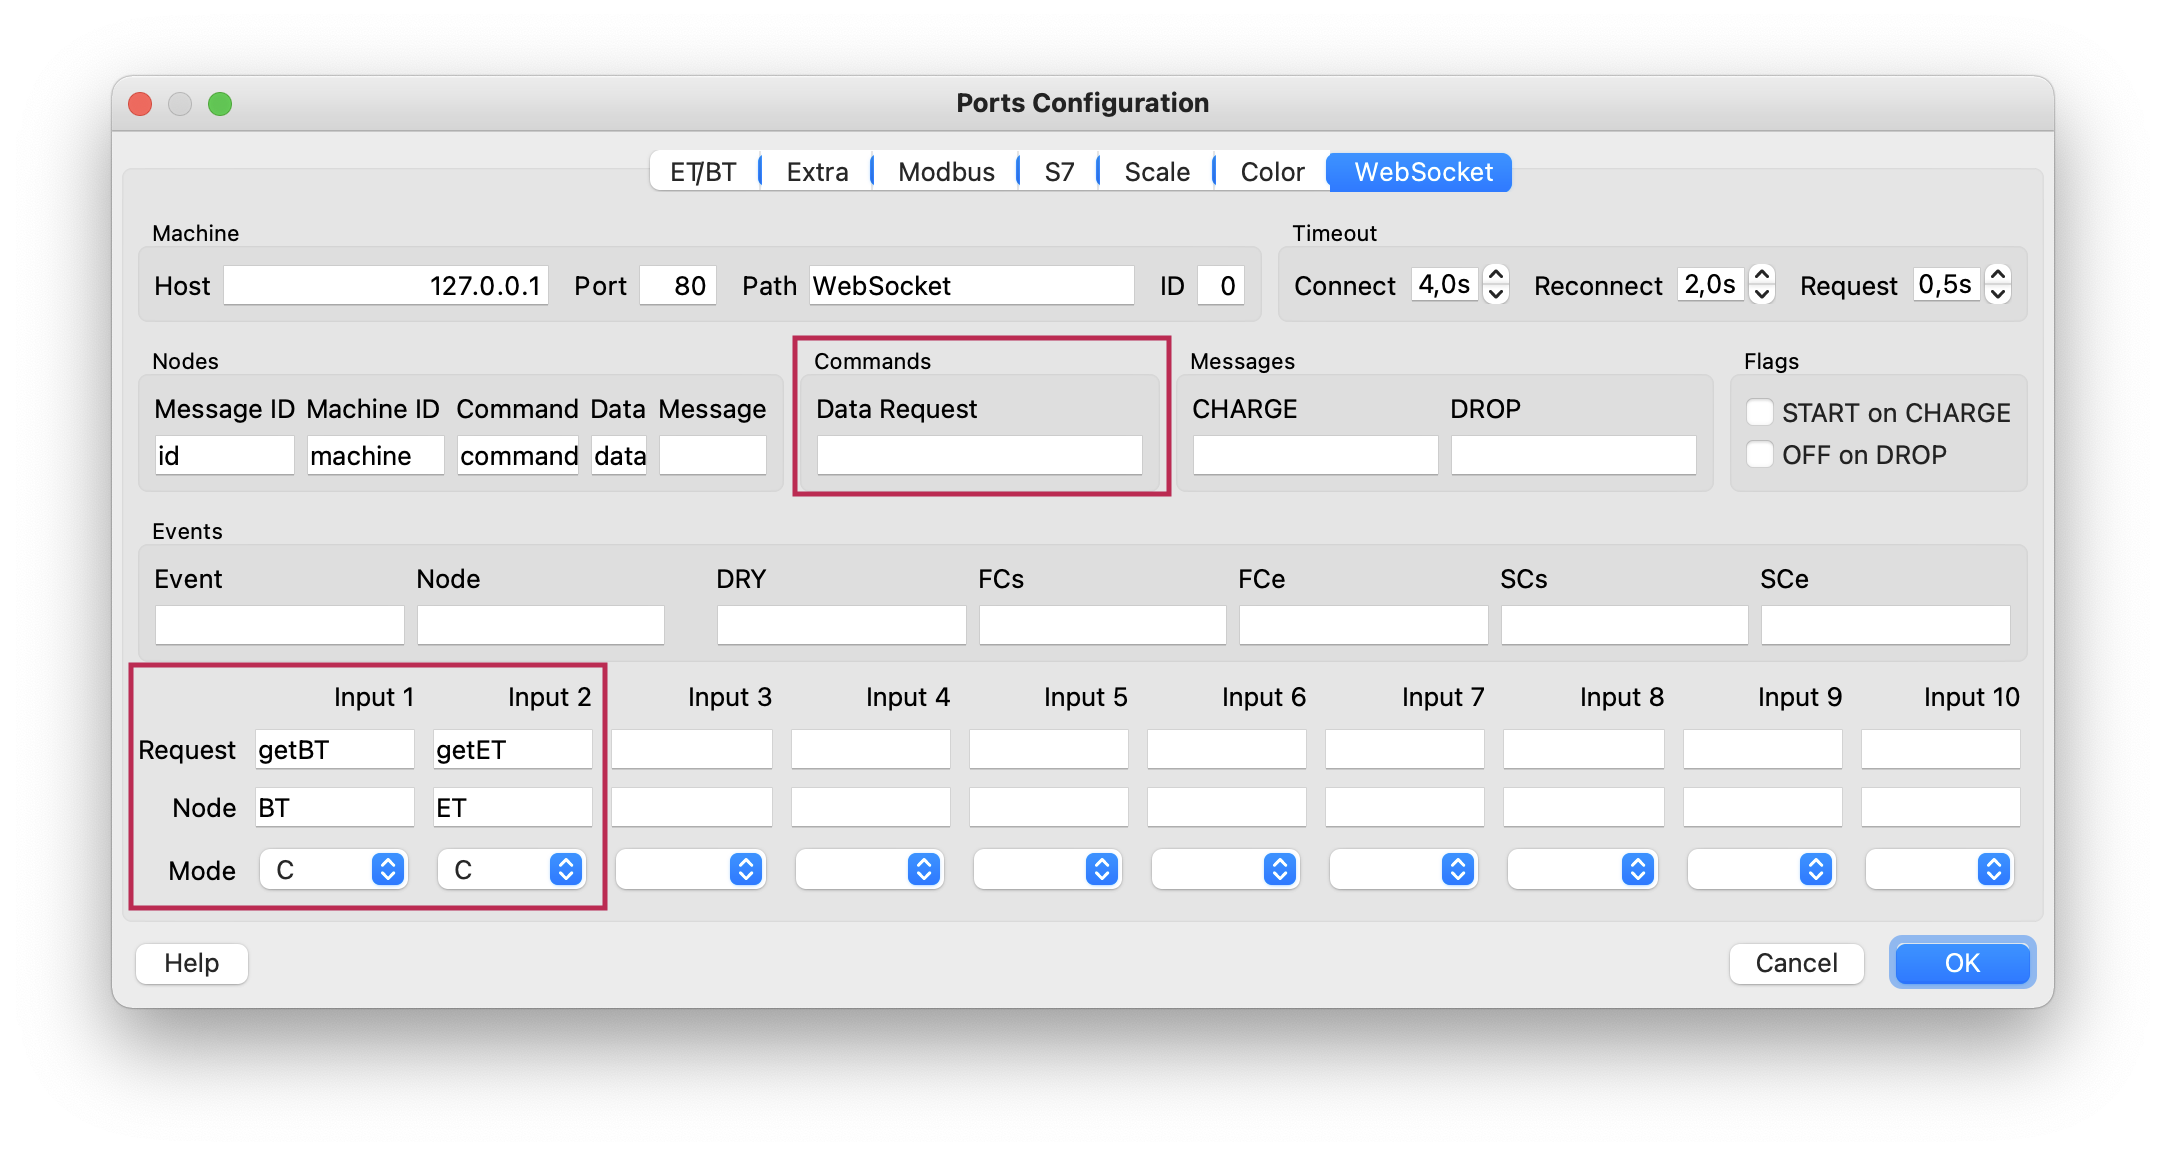 Ports Configuration
ET/BT Extra Modbus S7 Scale Color WebSocket
Machine Timeout
Host 127.0.0.1 Port 80 Path WebSocket ID 0 Connect 4,0s Reconnect 2,0s Request 0,5s
Nodes Commands Messages Flags
Message ID Machine ID Command Data Message Data Request CHARGE DROP START on CHARGE
id machine command data OFF on DROP
Events
Event Node DRY FCs FCe SCs SCe
Input 1 Input 2 Input 3 Input 4 Input 5 Input 6 Input 7 Input 8 Input 9 Input 10
Request getBT getET
Node BT ET
Mode C C
Help Cancel OK